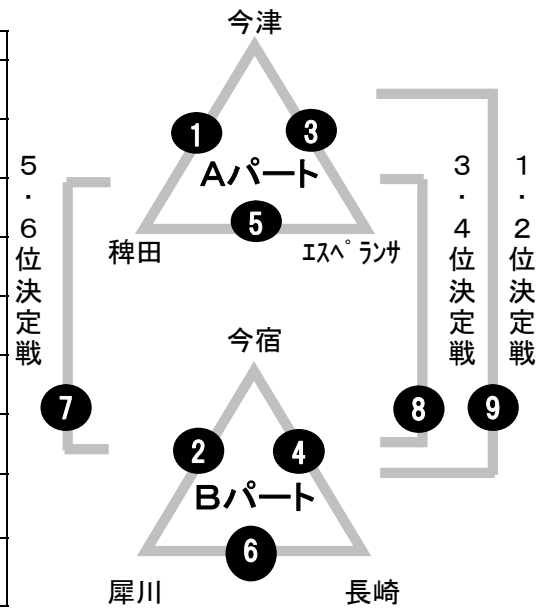 今津
1
3
Aパート
5
稗田
エスペランサ
今宿
2
4
Bパート
6
犀川
長崎
5・6位決定戦
7
3・4位決定戦
8
1・2位決定戦
9